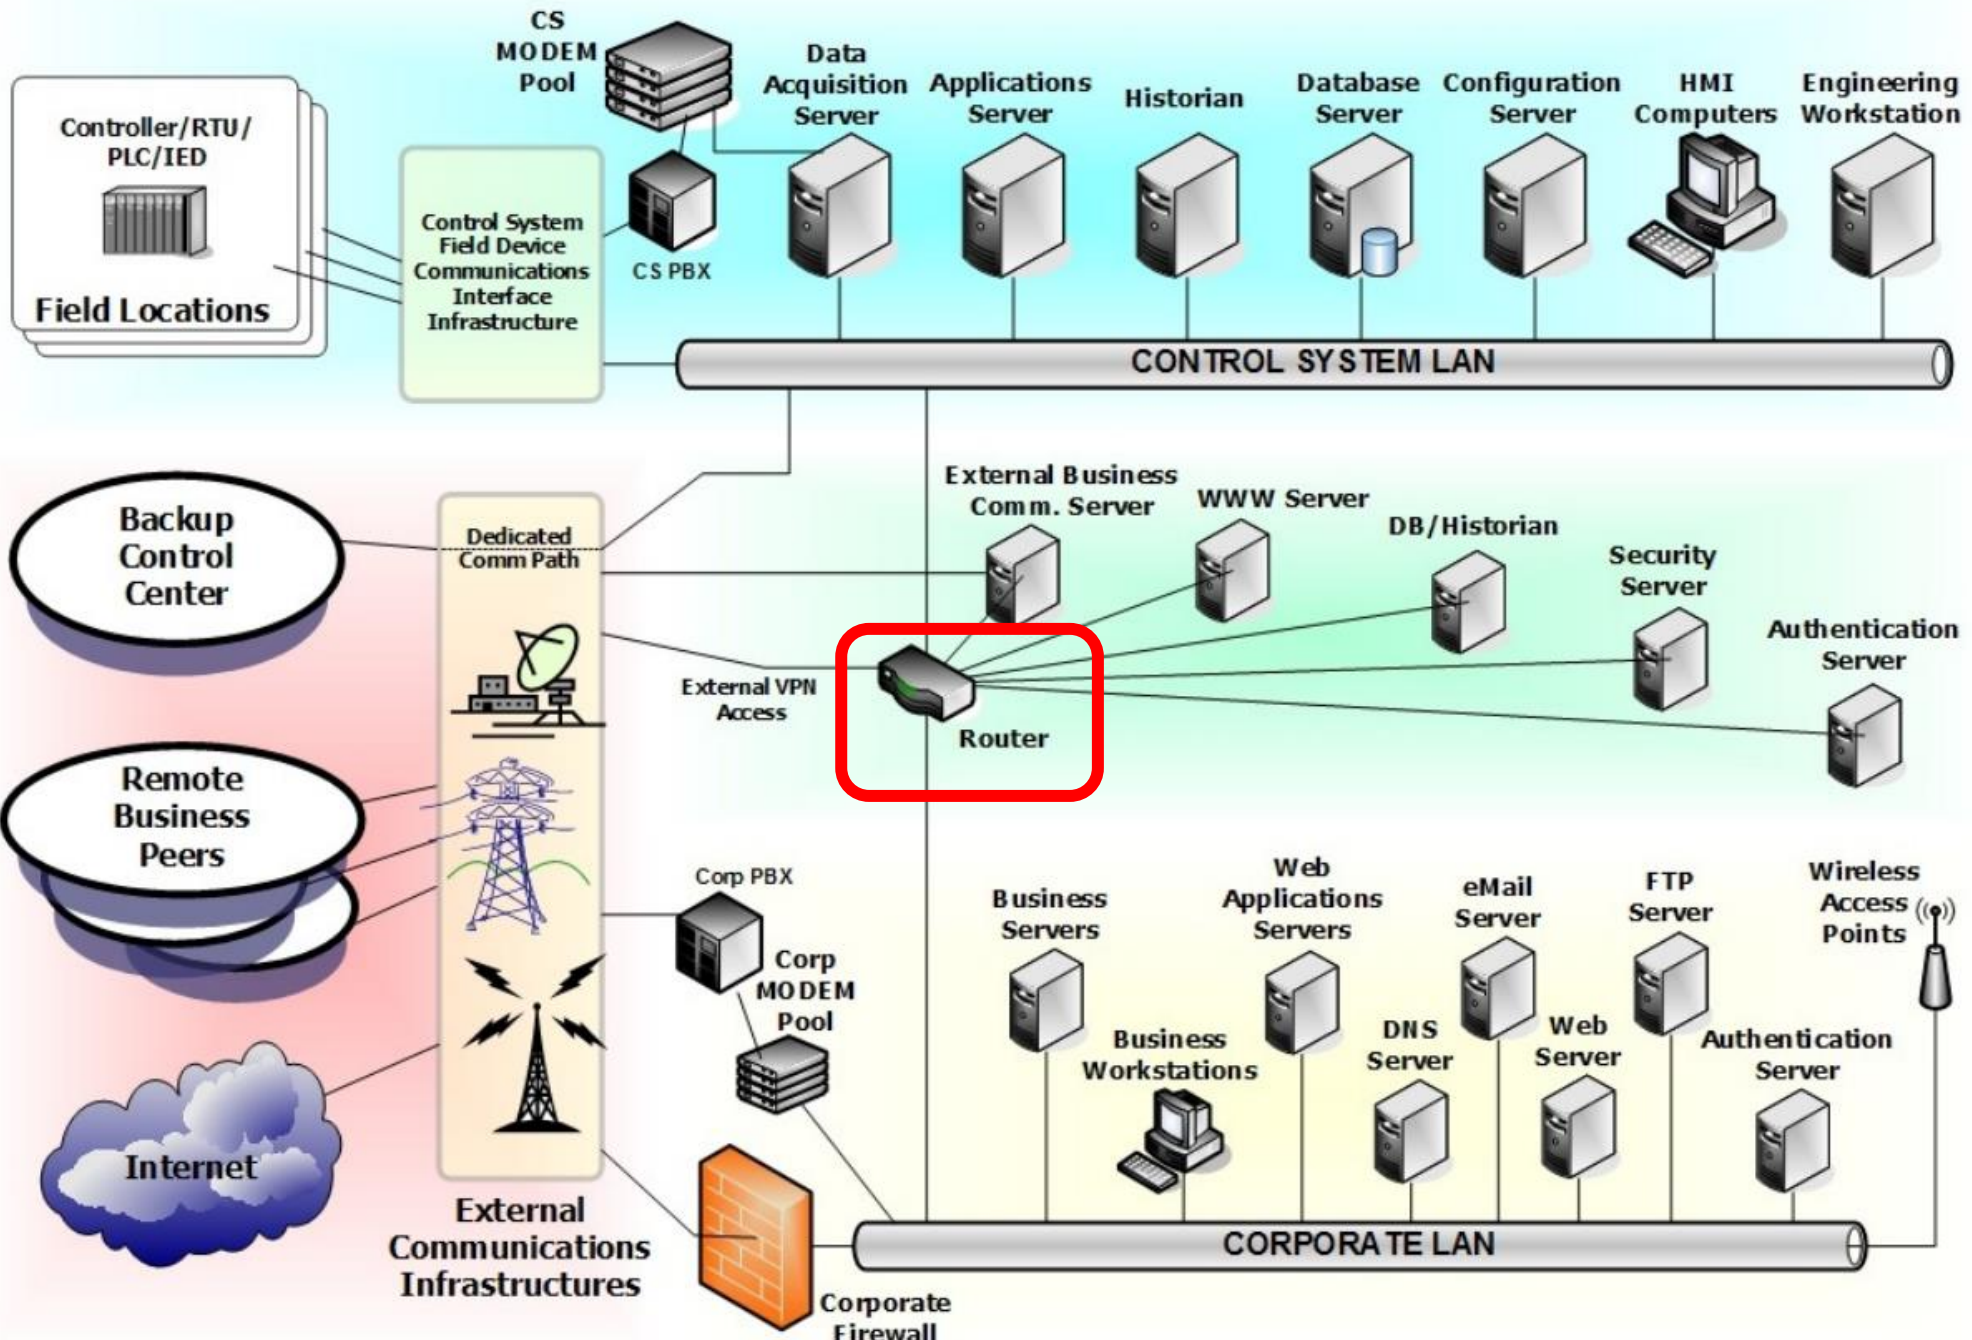 CS
MODEM
Pool
Data
Acquisition
Server
Applications
Server
Historian
Database
Server
Configuration
Server
HMI
Computers
Engineering
Workstation
Controller/RTU/
PLC/IED
Field Locations
Control System
Field Device
Communications
Interface
Infrastructure
CS PBX
CONTROL SYSTEM LAN
Backup
Control
Center
Dedicated
Comm Path
External Business
Comm. Server
WWW Server
DB/Historian
Security
Server
Authentication
Server
External VPN
Access
Router
Remote
Business
Peers
Corp PBX
Corp
MODEM
Pool
Business
Servers
Web
Applications
Servers
eMail
Server
FTP
Server
Wireless
Access
Points
Business
Workstations
DNS
Server
Web
Server
Authentication
Server
Internet
External
Communications
Infrastructures
CORPORATE LAN
Corporate
Firewall